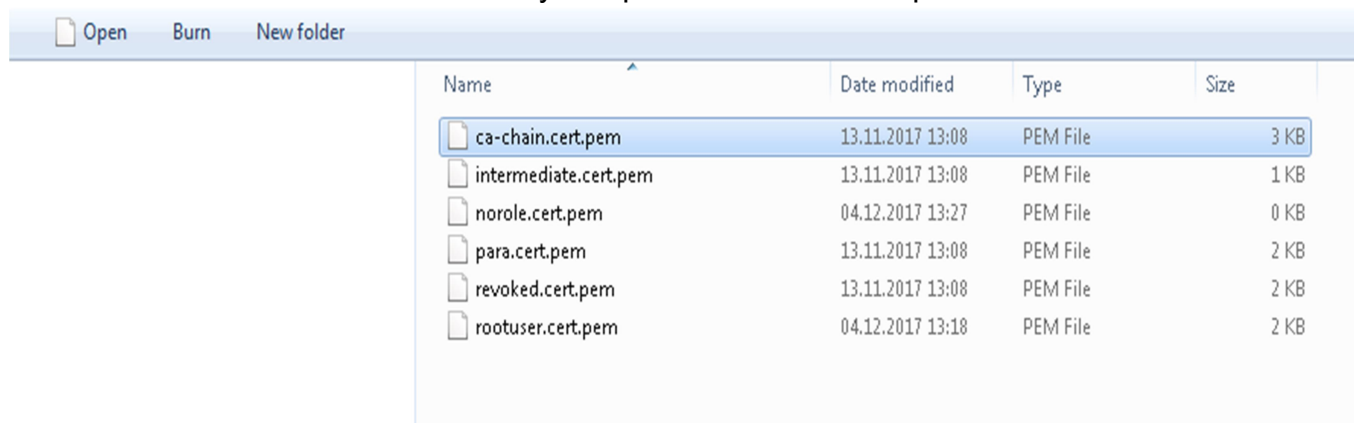 Open Burn New folder
Name Date modified Type Size
ca-chain.cert.pem 13.11.2017 13:08 PEM File 3 KB
intermediate.cert.pem 13.11.2017 13:08 PEM File 1 KB
norole.cert.pem 04.12.2017 13:27 PEM File 0 KB
para.cert.pem 13.11.2017 13:08 PEM File 2 KB
revoked.cert.pem 13.11.2017 13:08 PEM File 2 KB
rootuser.cert.pem 04.12.2017 13:18 PEM File 2 KB